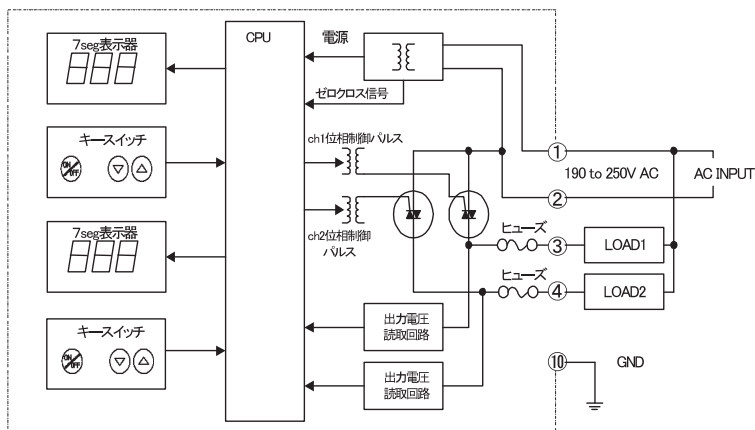 7seg表示器
CPU
電源
ゼロクロス信号
キースイッチ
ON/OFF
ch1位相制御パルス
①
190 to 250V AC
AC INPUT
②
7seg表示器
ch2位相制御
パルス
ヒューズ
③
LOAD1
ヒューズ
④
LOAD2
キースイッチ
ON/OFF
出力電圧
読取回路
出力電圧
読取回路
⑩
GND